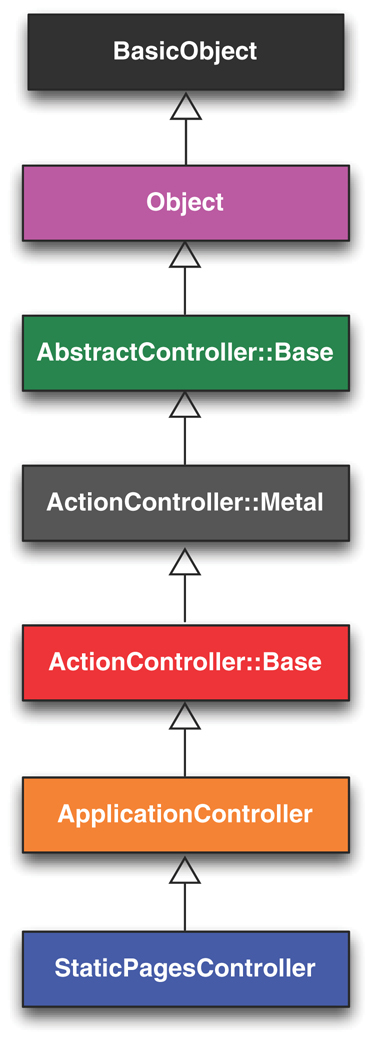 BasicObject
Object
AbstractController::Base
ActionController::Metal
ActionController::Base
ApplicationController
StaticPagesController